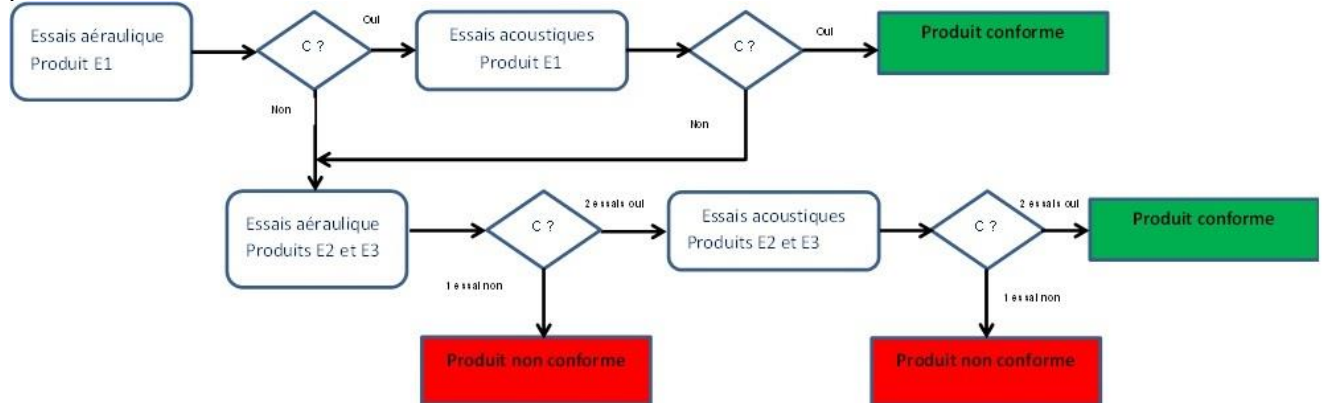 Essais aéraulique
Produit E1
C ?
Oui
Essais acoustiques
Produit E1
C ?
Oui
Produit conforme
Non
Non
Essais aéraulique
Produits E2 et E3
C ?
2 essais oui
Essais acoustiques
Produits E2 et E3
C ?
2 essais oui
Produit conforme
1 essai non
1 essai non
Produit non conforme
Produit non conforme